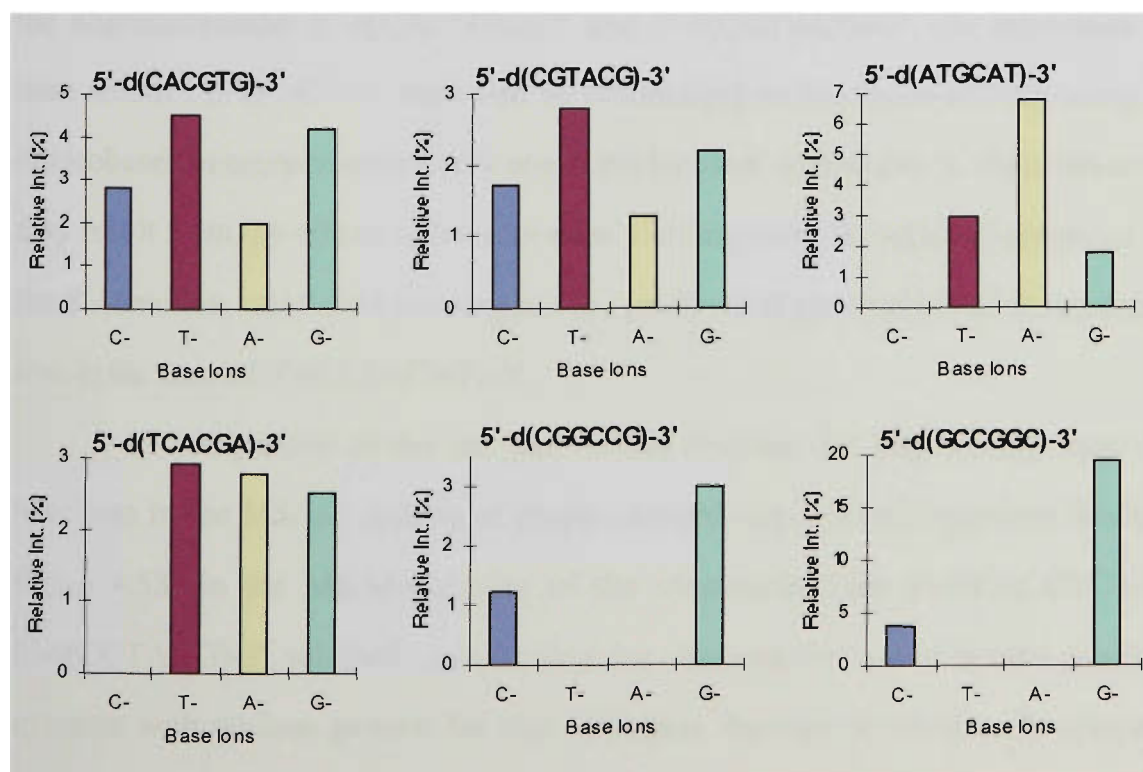 5'-d(CACGTG)-3'
5
4
3
2
1
0
Relative Int. [%]
C- T- A- G-
Base Ions
5'-d(CGTACG)-3'
3
2
1
0
Relative Int. [%]
C- T- A- G-
Base Ions
5'-d(ATGCAT)-3'
7
6
5
4
3
2
1
0
Relative Int. [%]
C- T- A- G-
Base Ions
5'-d(TCACGA)-3'
3
2
1
0
Relative Int. [%]
C- T- A- G-
Base Ions
5'-d(CGGCCG)-3'
3
2
1
0
Relative Int. [%]
C- T- A- G-
Base Ions
5'-d(GCCGGC)-3'
20
15
10
5
0
Relative Int. [%]
C- T- A- G-
Base Ions